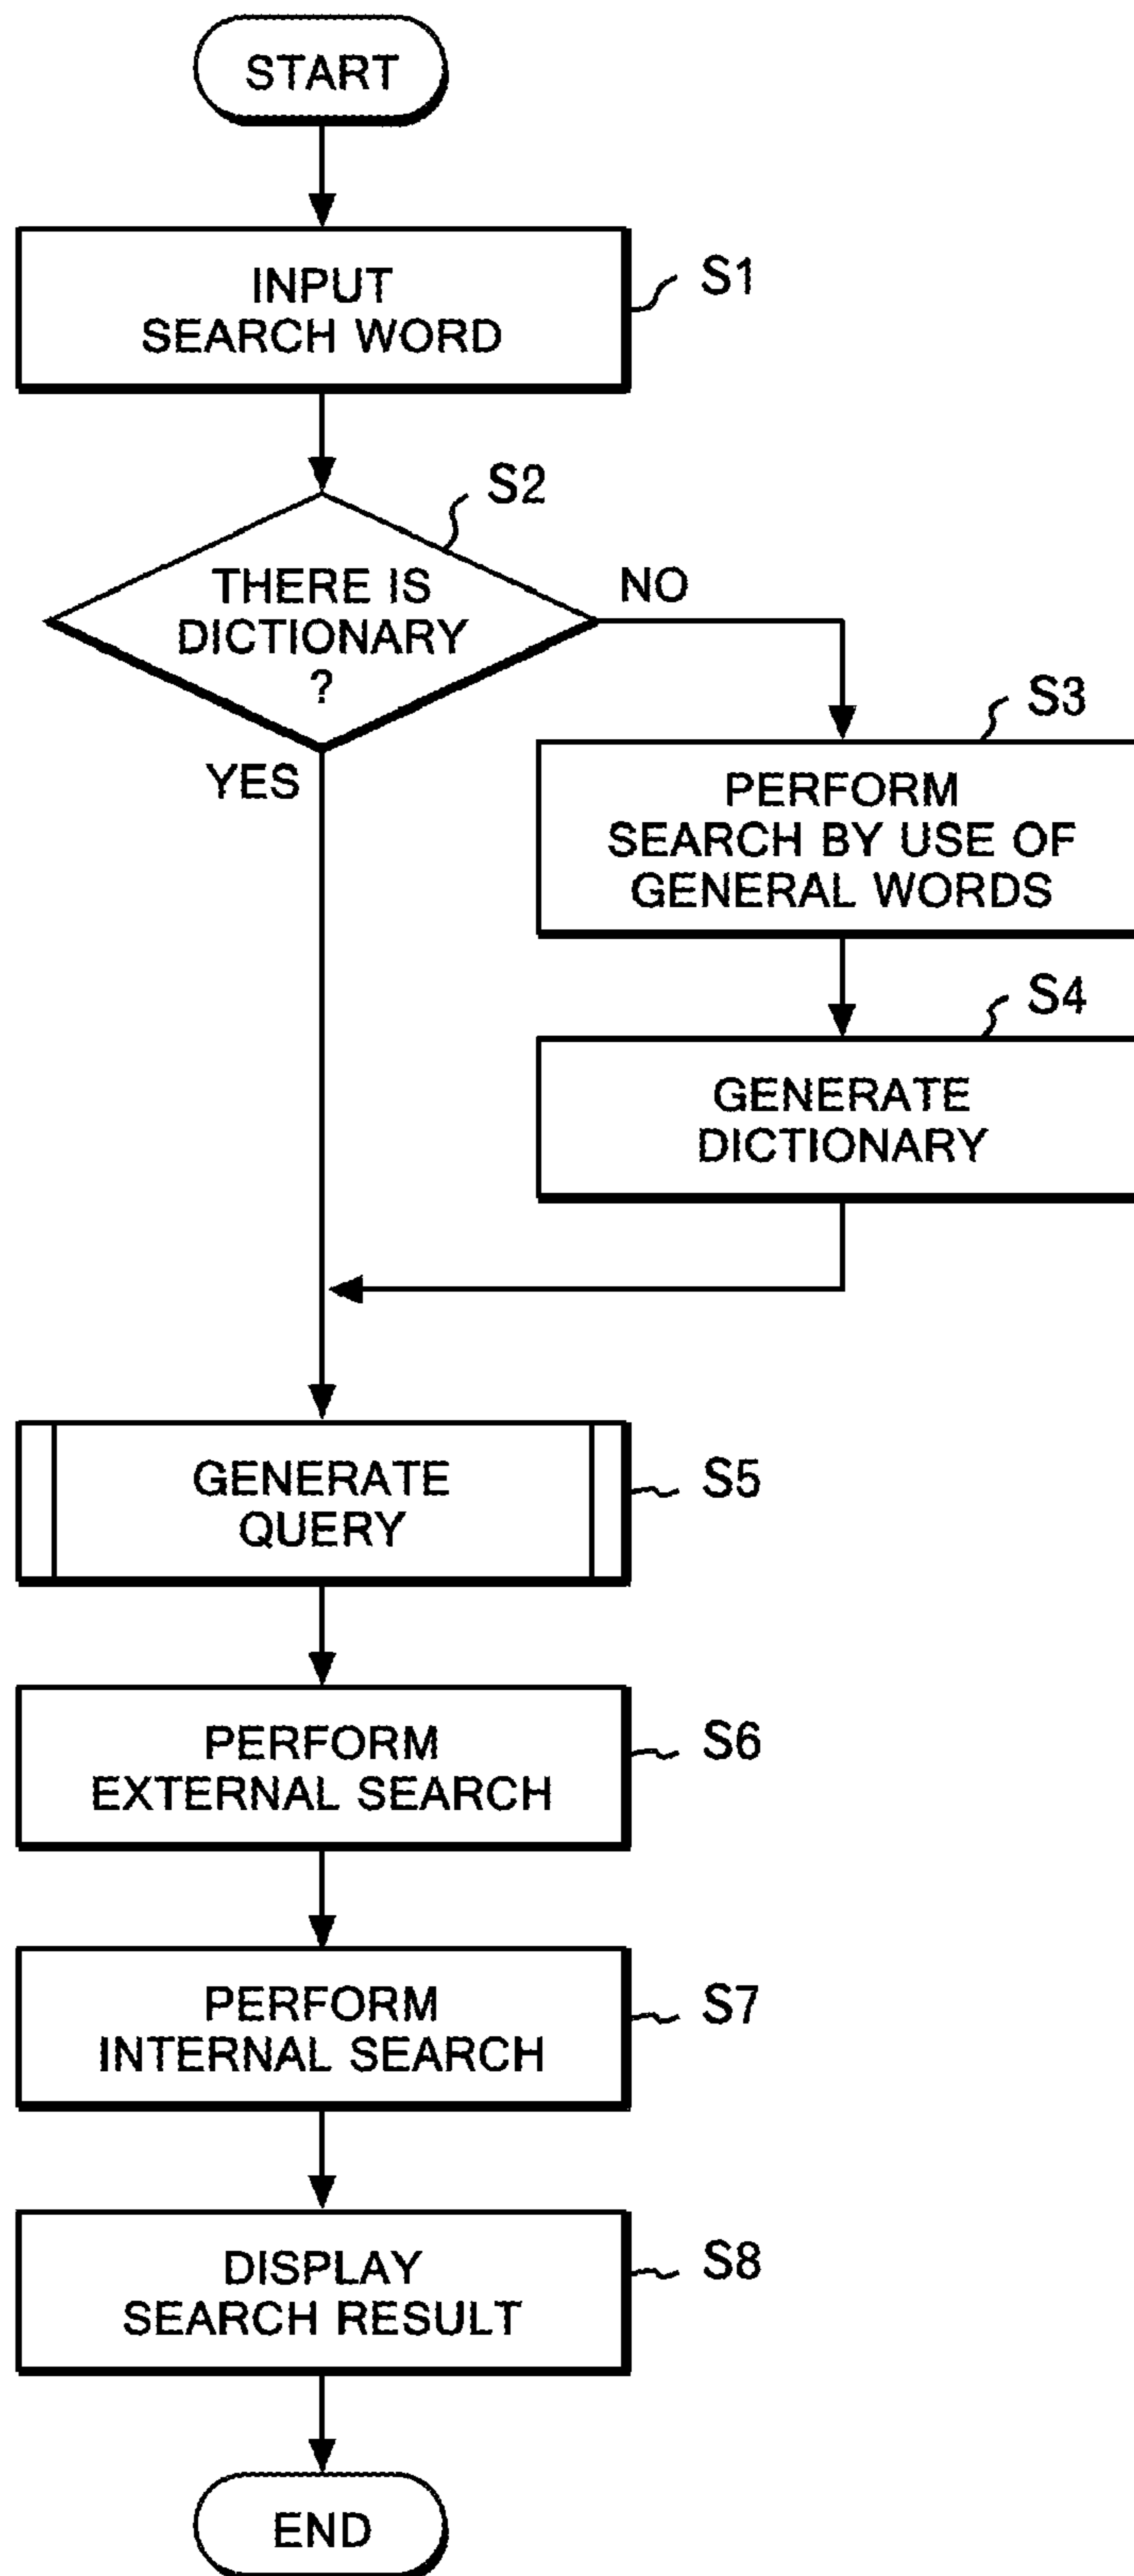 START
INPUT
SEARCH WORD
S1
S2
THERE IS
DICTIONARY
?
NO
YES
S3
PERFORM
SEARCH BY USE OF
GENERAL WORDS
S4
GENERATE
DICTIONARY
GENERATE
QUERY
S5
PERFORM
EXTERNAL SEARCH
S6
PERFORM
INTERNAL SEARCH
S7
DISPLAY
SEARCH RESULT
S8
END